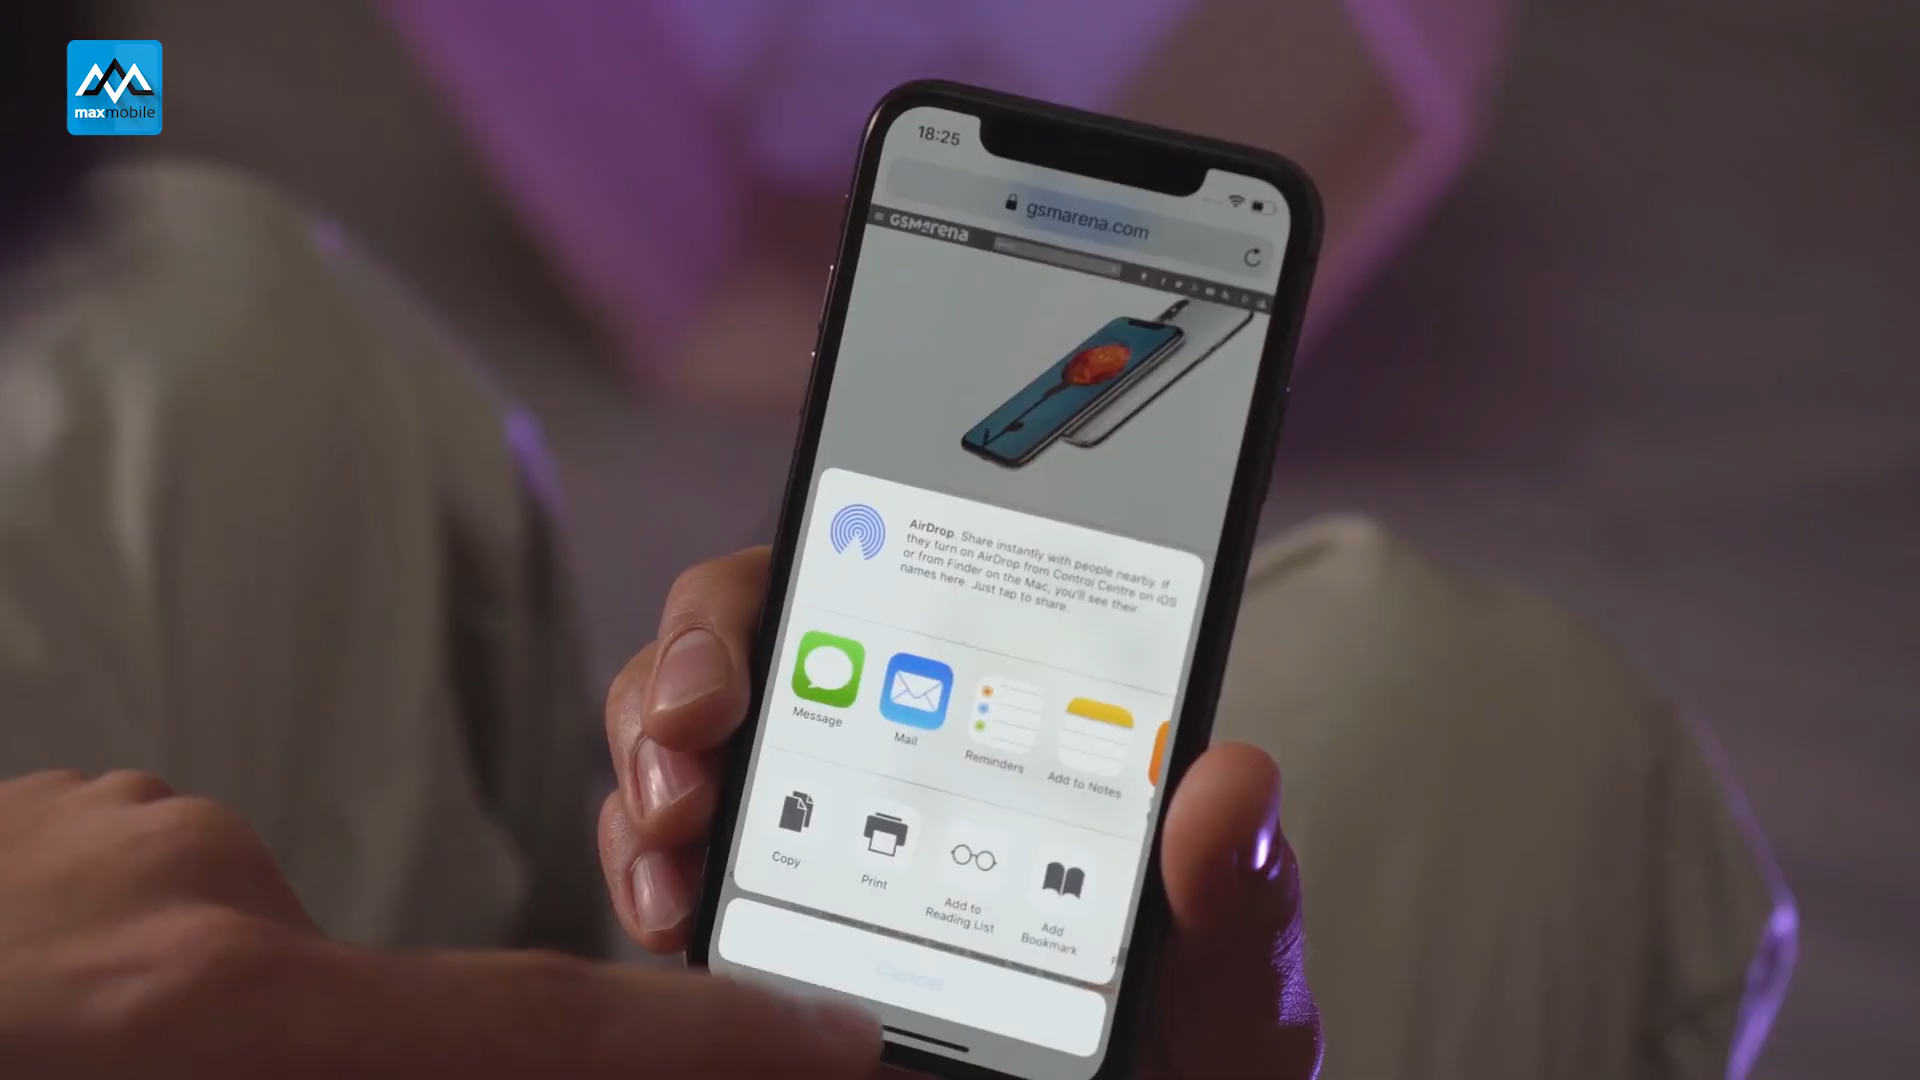 maxmobile
18:25
gsmarena.com
GSMarena
AirDrop. Share instantly with people nearby. If
they turn on AirDrop from Control Centre on iOS
or from Finder on the Mac, you'll see their
names here. Just tap to share.
Message
Mail
Reminders
Add to Notes
Copy
Print
Add to
Reading List
Add
Bookmark
Cancel